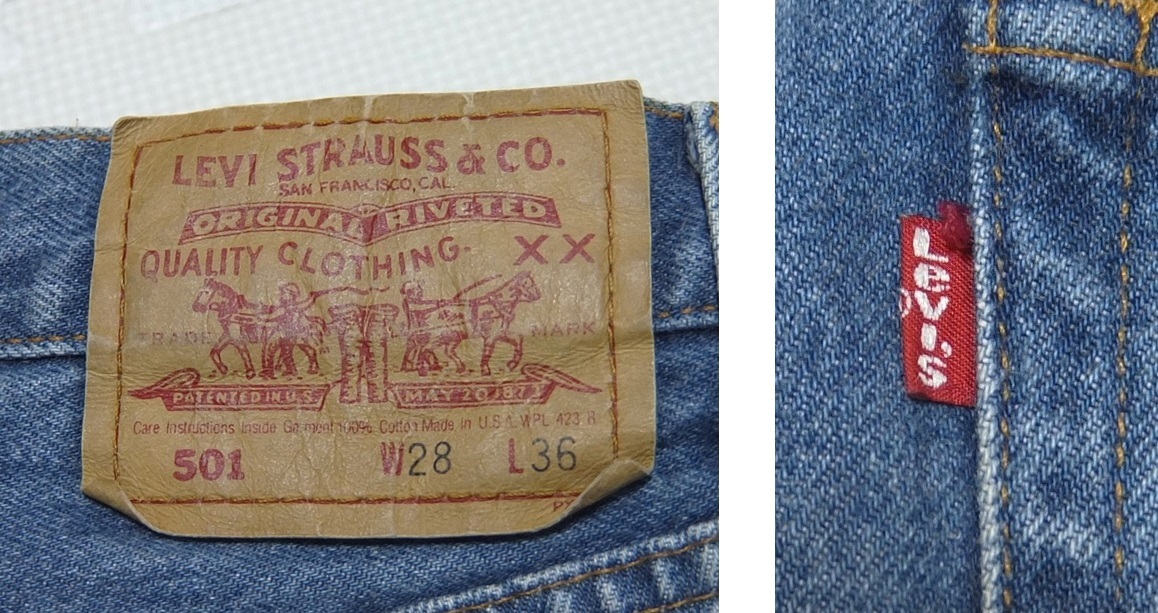 LEVI STRAUSS & CO.
SAN FRANCISCO, CAL.
ORIGINAL RIVETED
QUALITY CLOTHING. XX
TRADE MARK
PATENTED IN U.S. MAY 20 1873
Care Instructions Inside Garment 100% Cotton Made in U.S.A. WPL 423 R
501 W28 L36
Levi's